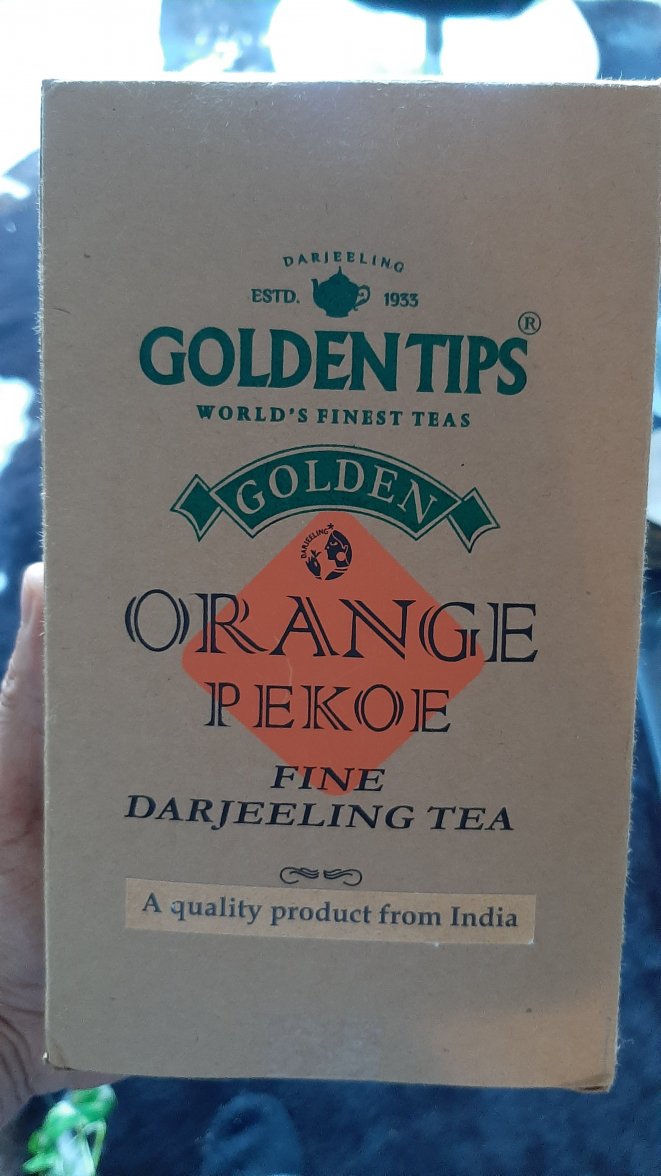 DARJEELING
ESTD. 1933
GOLDEN TIPS®
WORLD'S FINEST TEAS
GOLDEN
DARJEELING*
ORANGE
PEKOE
FINE
DARJEELING TEA
A quality product from India